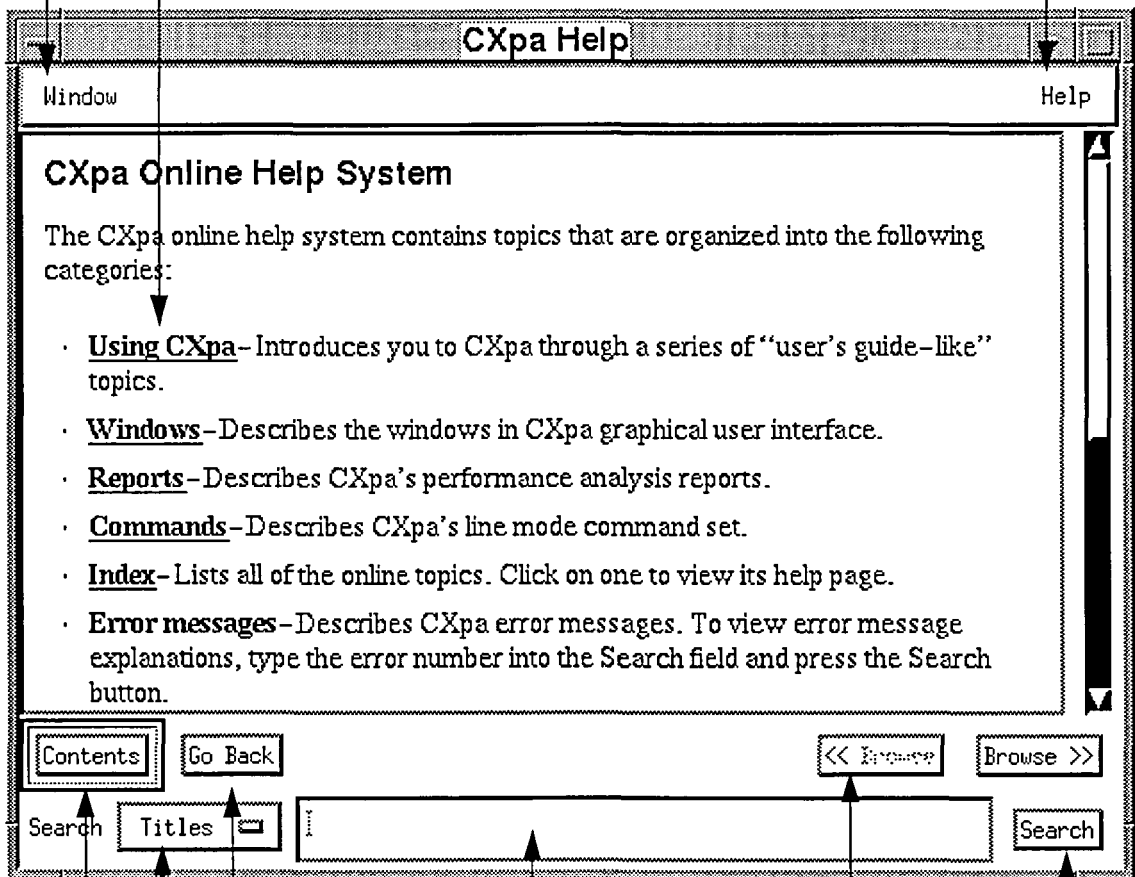 CXpa Help
Window Help
CXpa Online Help System
The CXpa online help system contains topics that are organized into the following
categories:
· Using CXpa–Introduces you to CXpa through a series of “user’s guide–like”
topics.
· Windows–Describes the windows in CXpa graphical user interface.
· Reports–Describes CXpa's performance analysis reports.
· Commands–Describes CXpa's line mode command set.
· Index–Lists all of the online topics. Click on one to view its help page.
· Error messages–Describes CXpa error messages. To view error message
explanations, type the error number into the Search field and press the Search
button.
Contents Go Back << Browse Browse >>
Search Titles Search